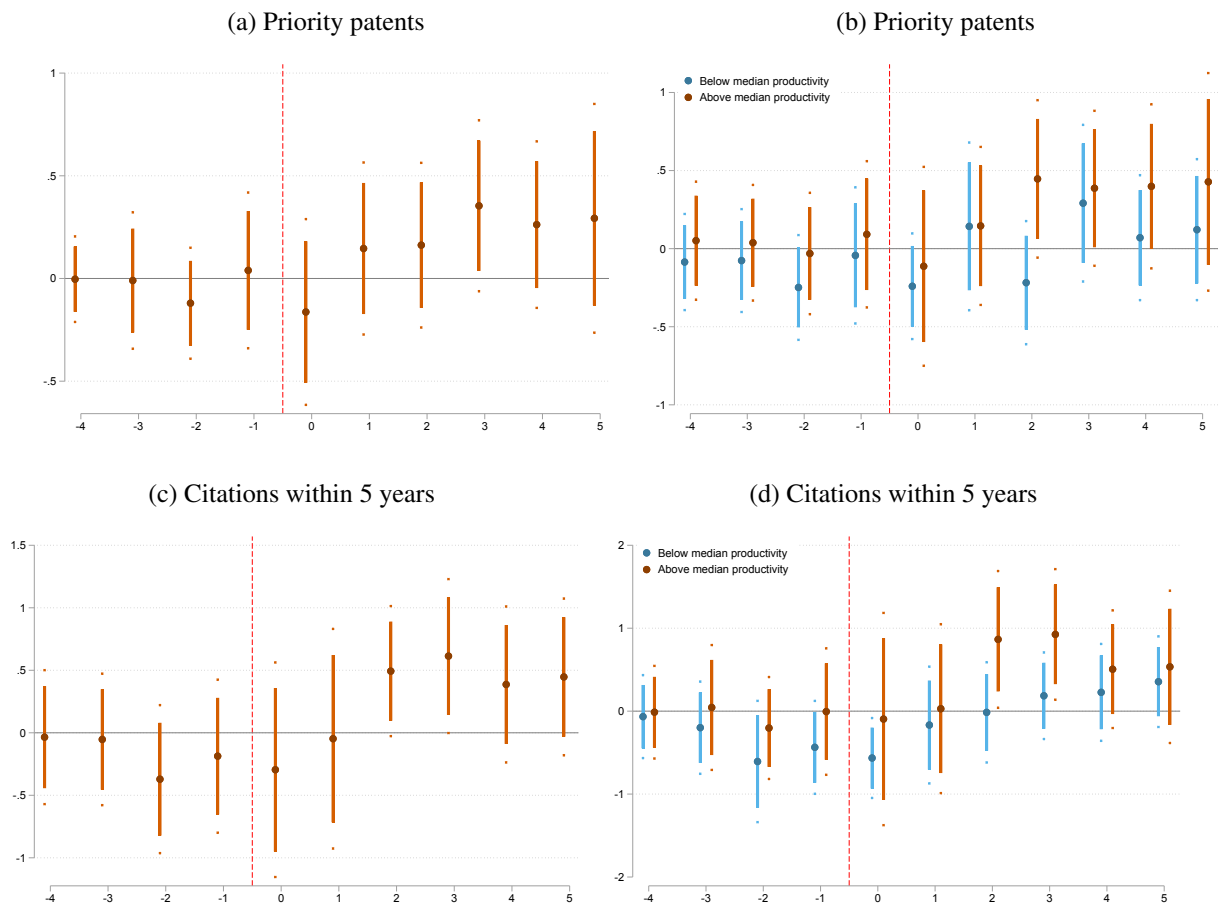 (a) Priority patents
1
.5
0
-.5
-4 -3 -2 -1 0 1 2 3 4 5
(b) Priority patents
Below median productivity
Above median productivity
1
.5
0
-.5
-1
-4 -3 -2 -1 0 1 2 3 4 5
(c) Citations within 5 years
1.5
1
.5
0
-.5
-1
-4 -3 -2 -1 0 1 2 3 4 5
(d) Citations within 5 years
Below median productivity
Above median productivity
2
1
0
-1
-2
-4 -3 -2 -1 0 1 2 3 4 5